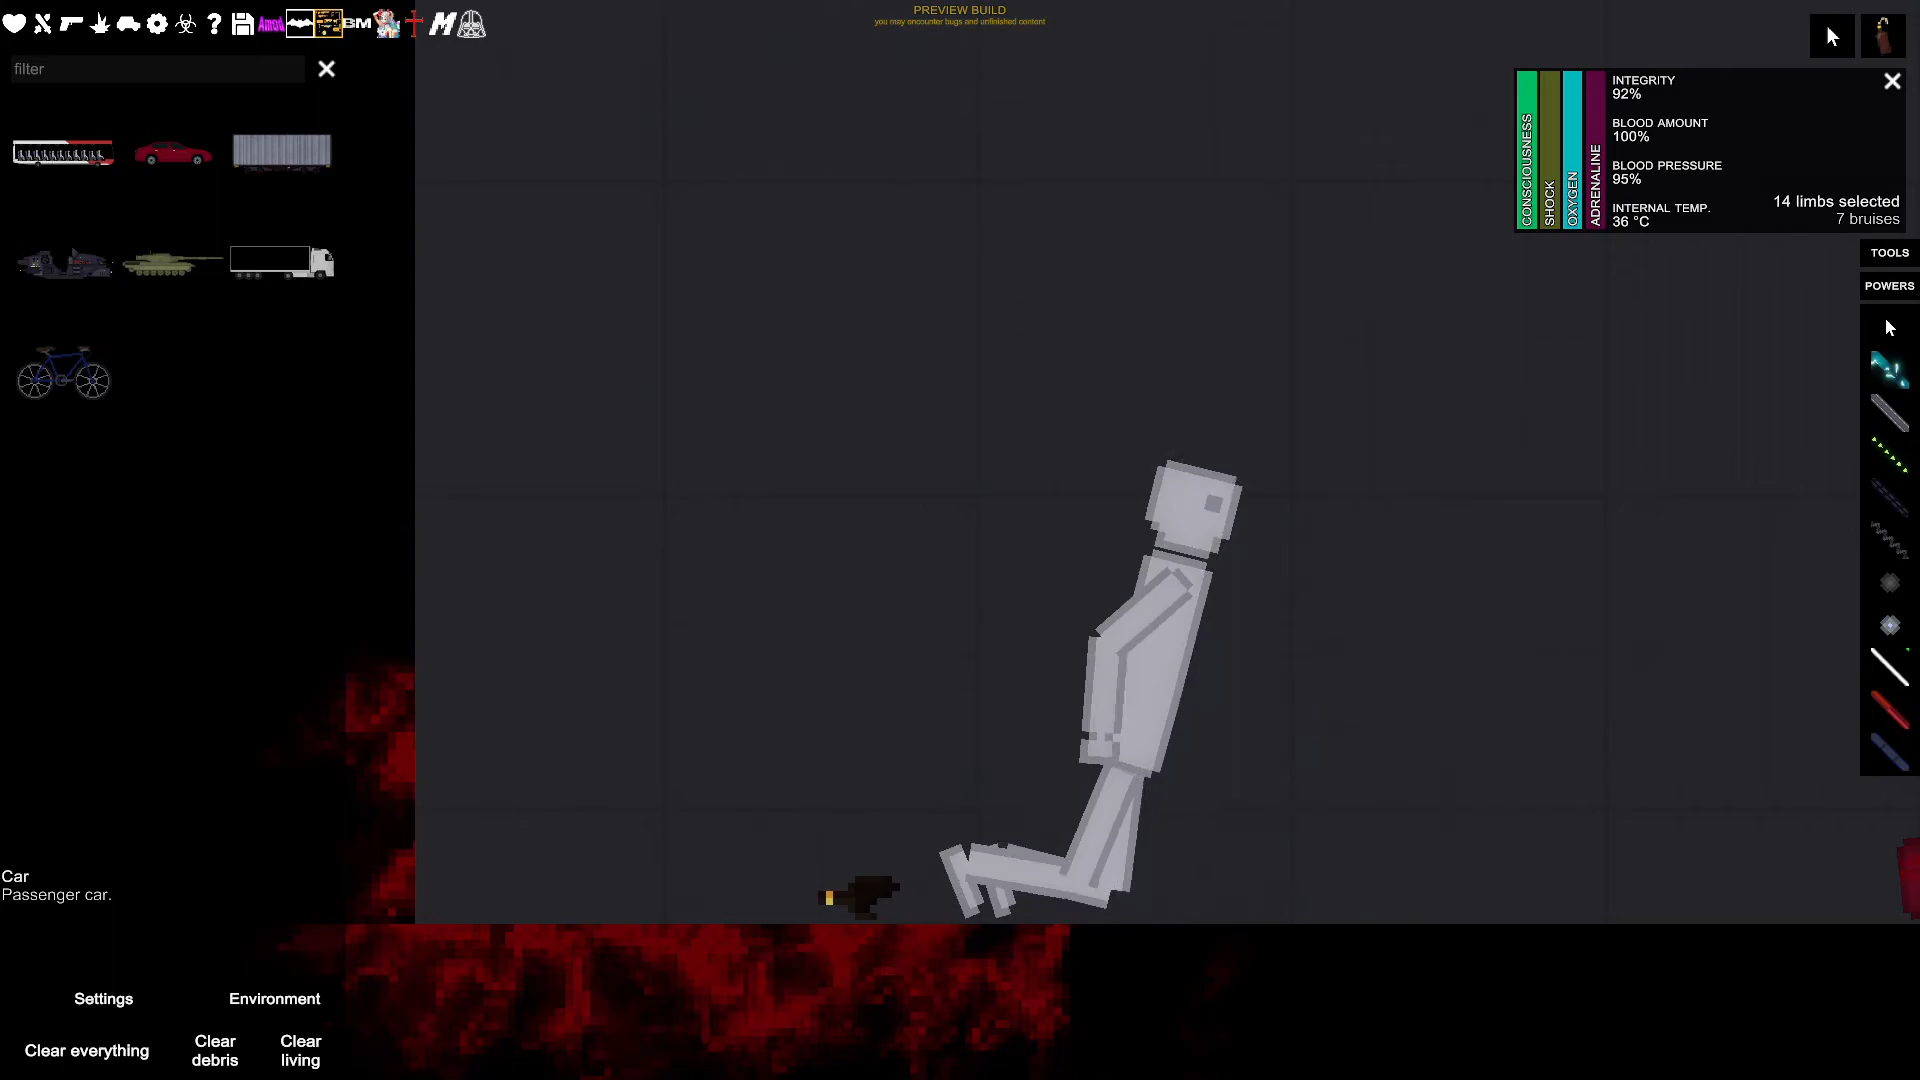 Amod
BM
M
PREVIEW BUILD
you may encounter bugs and unfinished content
filter
CONSCIOUSNESS
SHOCK
OXYGEN
ADRENALINE
INTEGRITY
92%
BLOOD AMOUNT
100%
BLOOD PRESSURE
95%
INTERNAL TEMP.
36 °C
14 limbs selected
7 bruises
TOOLS
POWERS
Car
Passenger car.
Settings
Environment
Clear everything
Clear debris
Clear living